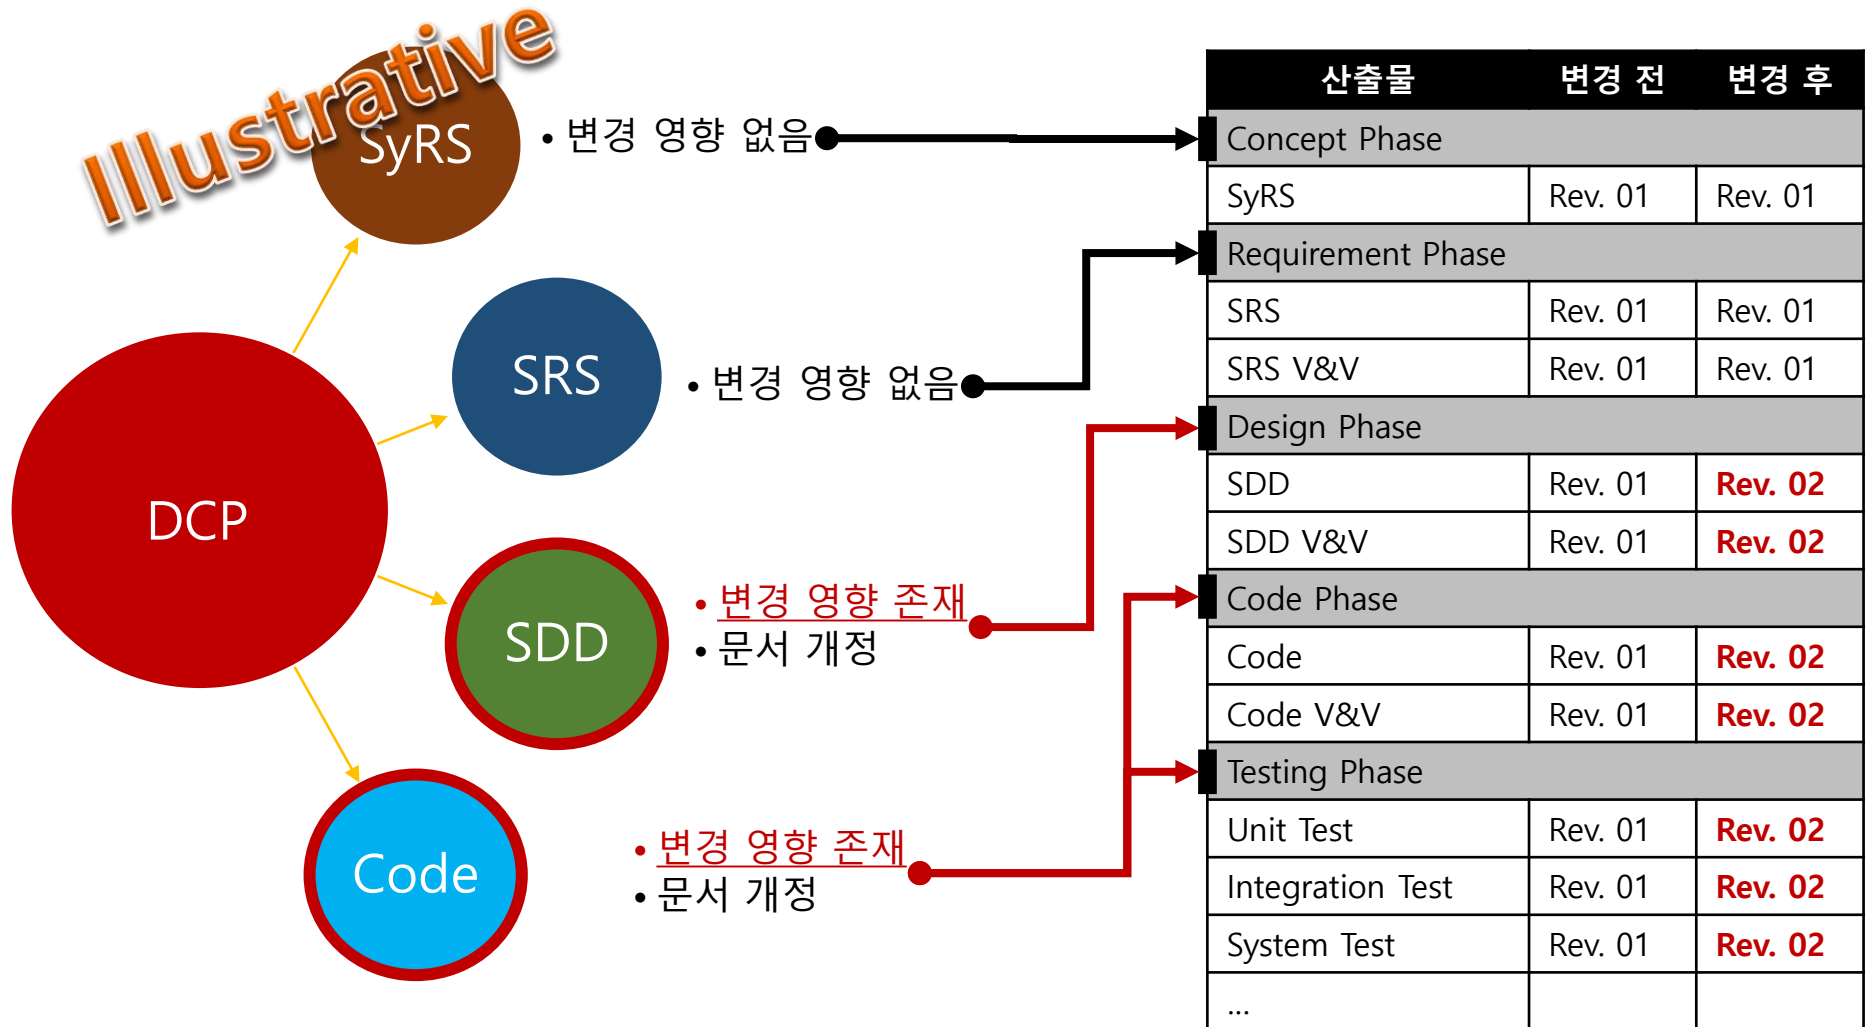 Illustrative
SyRS
• 변경 영향 없음
SRS
• 변경 영향 없음
DCP
SDD
• 변경 영향 존재
• 문서 개정
Code
• 변경 영향 존재
• 문서 개정
산출물 변경 전 변경 후
Concept Phase
SyRS Rev. 01 Rev. 01
Requirement Phase
SRS Rev. 01 Rev. 01
SRS V&V Rev. 01 Rev. 01
Design Phase
SDD Rev. 01 Rev. 02
SDD V&V Rev. 01 Rev. 02
Code Phase
Code Rev. 01 Rev. 02
Code V&V Rev. 01 Rev. 02
Testing Phase
Unit Test Rev. 01 Rev. 02
Integration Test Rev. 01 Rev. 02
System Test Rev. 01 Rev. 02
...